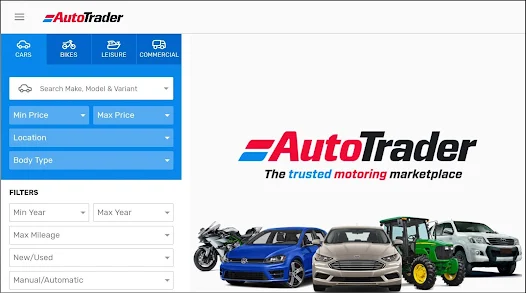 AutoTrader
CARS
BIKES
LEISURE
COMMERCIAL
Search Make, Model & Variant
Min Price
Max Price
Location
Body Type
AutoTrader
The trusted motoring marketplace
FILTERS
Min Year
Max Year
Max Mileage
New/Used
Manual/Automatic